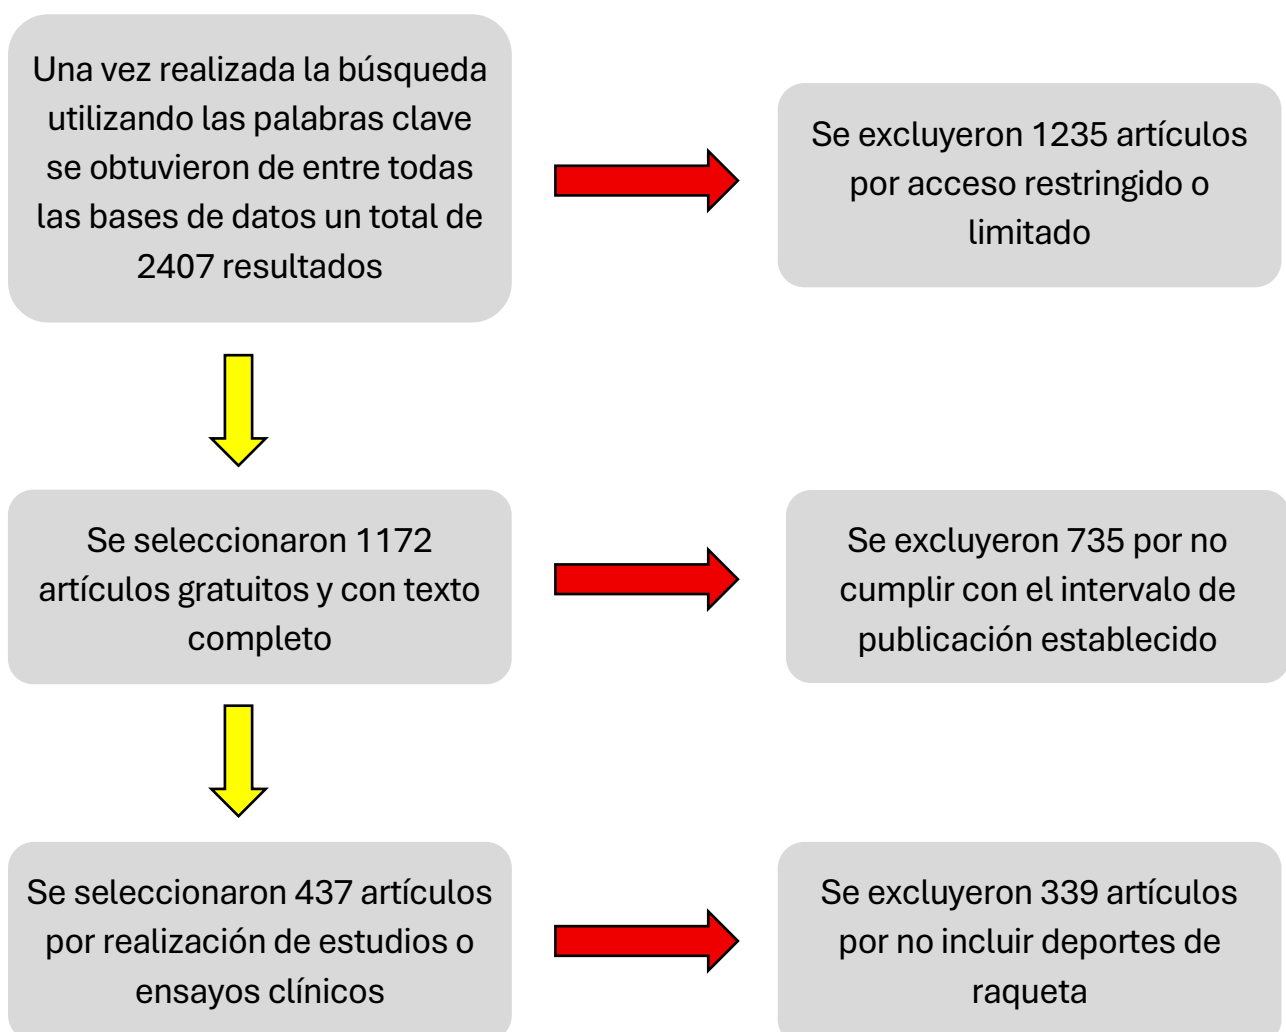 Una vez realizada la búsqueda
utilizando las palabras clave
se obtuvieron de entre todas
las bases de datos un total de
2407 resultados
Se excluyeron 1235 artículos
por acceso restringido o
limitado
Se seleccionaron 1172
artículos gratuitos y con texto
completo
Se excluyeron 735 por no
cumplir con el intervalo de
publicación establecido
Se seleccionaron 437 artículos
por realización de estudios o
ensayos clínicos
Se excluyeron 339 artículos
por no incluir deportes de
raqueta